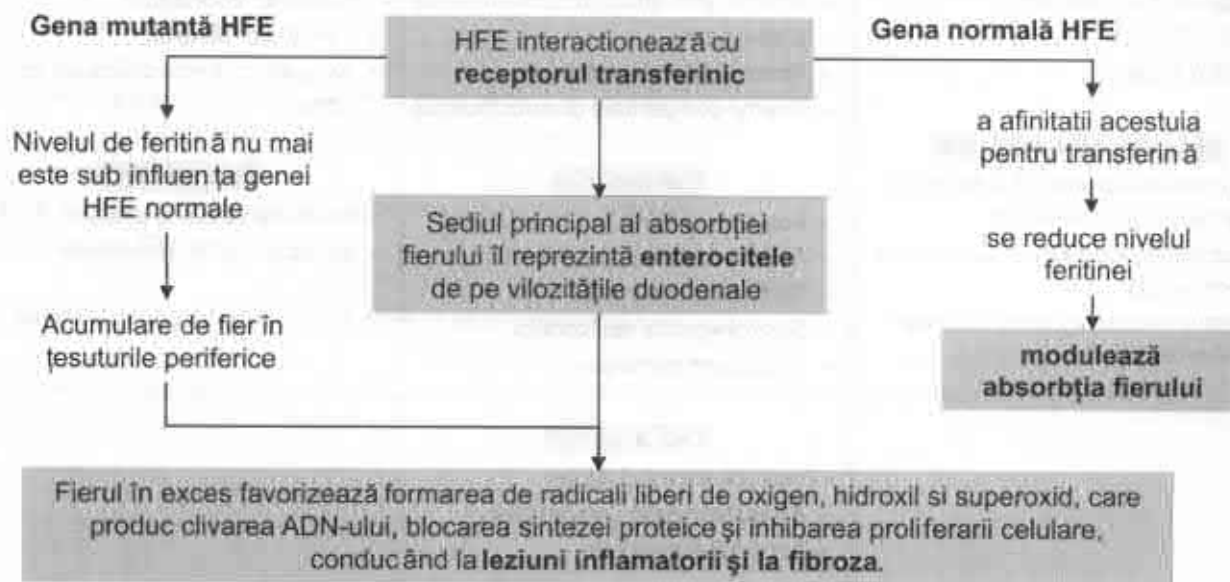 Gena mutantă HFE
HFE interactionează cu
receptorul transferinic
Gena normală HFE
Nivelul de feritină nu mai
este sub influența genei
HFE normale
Acumulare de fier în
țesuturile periferice
Sediul principal al absorbției
fierului îl reprezintă enterocitele
de pe vilozitățile duodenale
a afinitatii acestuia
pentru transferină
se reduce nivelul
feritinei
modulează
absorbția fierului
Fierul în exces favorizează formarea de radicali liberi de oxigen, hidroxil si superoxid, care
produc clivarea ADN-ului, blocarea sintezei proteice și inhibarea proliferarii celulare,
conducând la leziuni inflamatorii și la fibroza.